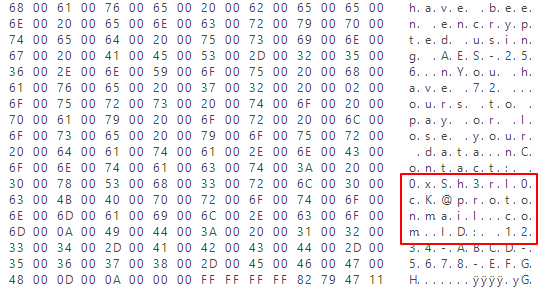 68 00 61 00 76 00 65 00 20 00 62 00 65 00 65 00 h.a.v.e. .b.e.e.
6E 00 20 00 65 00 6E 00 63 00 72 00 79 00 70 00 n. .e.n.c.r.y.p.
74 00 65 00 64 00 20 00 75 00 73 00 69 00 6E 00 t.e.d. .u.s.i.n.
67 00 20 00 41 00 45 00 53 00 2D 00 32 00 35 00 g. .A.E.S.-.2.5.
36 00 2E 00 6E 00 59 00 6F 00 75 00 20 00 68 00 6...n.Y.o.u. .h.
61 00 76 00 65 00 20 00 37 00 32 00 20 00 02 00 a.v.e. .7.2. ...
6F 00 75 00 72 00 73 00 20 00 74 00 6F 00 20 00 o.u.r.s. .t.o. .
70 00 61 00 79 00 20 00 6F 00 72 00 20 00 6C 00 p.a.y. .o.r. .l.
6F 00 73 00 65 00 20 00 79 00 6F 00 75 00 72 00 o.s.e. .y.o.u.r.
20 00 64 00 61 00 74 00 61 00 2E 00 6E 00 43 00 .d.a.t.a...n.C.
6F 00 6E 00 74 00 61 00 63 00 74 00 3A 00 20 00 o.n.t.a.c.t.:. .
30 00 78 00 53 00 68 00 33 00 72 00 6C 00 30 00 0.x.S.h.3.r.l.0.
63 00 4B 00 40 00 70 00 72 00 6F 00 74 00 6F 00 c.K.@.p.r.o.t.o.
6E 00 6D 00 61 00 69 00 6C 00 2E 00 63 00 6F 00 n.m.a.i.l...c.o.
6D 00 0A 00 49 00 44 00 3A 00 20 00 31 00 32 00 m...I.D.:. .1.2.
33 00 34 00 2D 00 41 00 42 00 43 00 44 00 2D 00 3.4.-.A.B.C.D.-.
35 00 36 00 37 00 38 00 2D 00 45 00 46 00 47 00 5.6.7.8.-.E.F.G.
48 00 0D 00 0A 00 00 00 FF FF FF FF 82 79 47 11 H.......ÿÿÿÿ.yG.